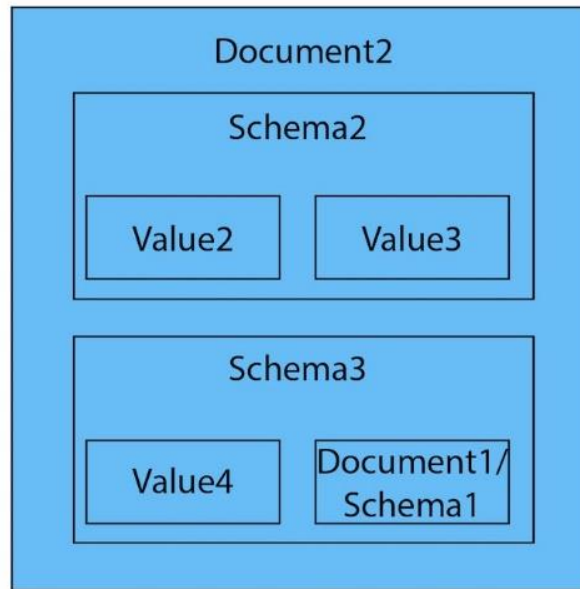 Document2
Schema2
Value2
Value3
Schema3
Value4
Document1/
Schema1